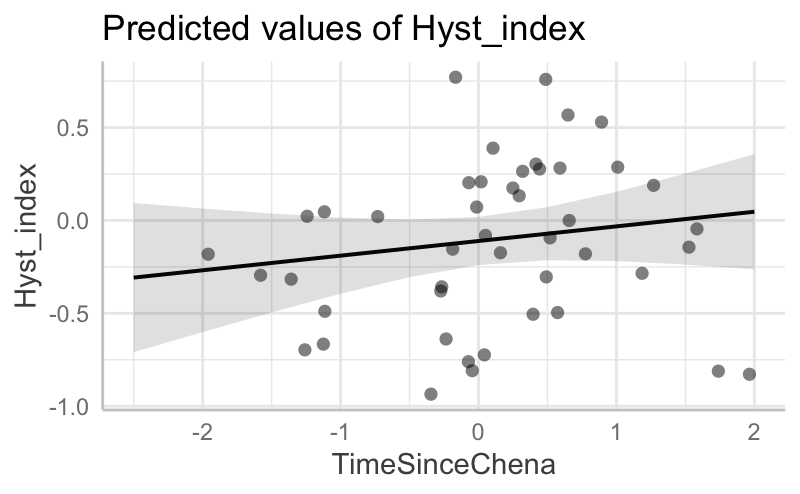 Predicted values of Hyst_index
Hyst_index
0.5
0.0
-0.5
-1.0
-2 -1 0 1 2
TimeSinceChena